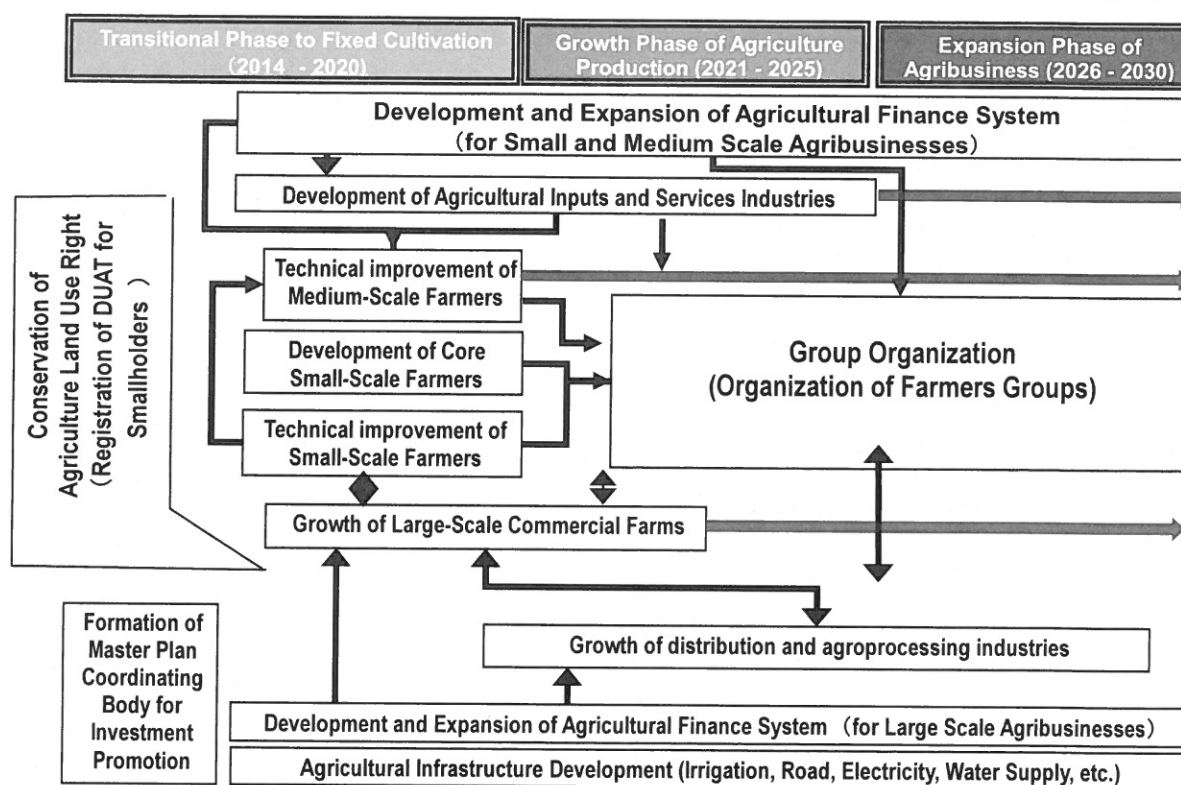 Transitional Phase to Fixed Cultivation
(2014 - 2020)
Growth Phase of Agriculture
Production (2021 - 2025)
Expansion Phase of
Agribusiness (2026 - 2030)
Development and Expansion of Agricultural Finance System
(for Small and Medium Scale Agribusinesses)
Development of Agricultural Inputs and Services Industries
Conservation of
Agriculture Land Use Right
(Registration of DUAT for
Smallholders )
Technical improvement of
Medium-Scale Farmers
Development of Core
Small-Scale Farmers
Technical improvement of
Small-Scale Farmers
Group Organization
(Organization of Farmers Groups)
Growth of Large-Scale Commercial Farms
Formation of
Master Plan
Coordinating
Body for
Investment
Promotion
Growth of distribution and agroprocessing industries
Development and Expansion of Agricultural Finance System (for Large Scale Agribusinesses)
Agricultural Infrastructure Development (Irrigation, Road, Electricity, Water Supply, etc.)